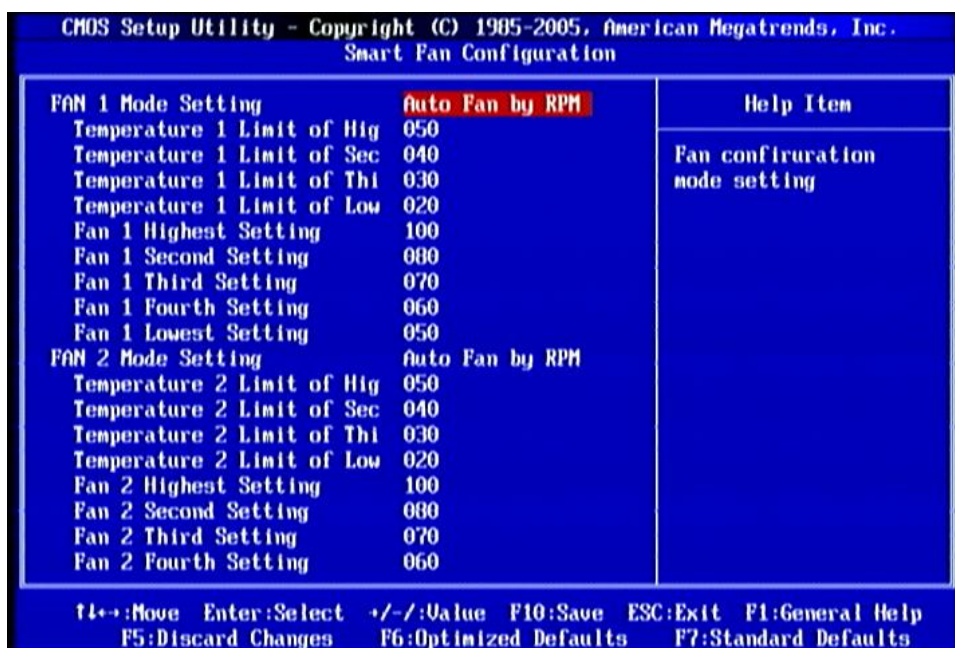 CMOS Setup Utility - Copyright (C) 1985-2005, American Megatrends, Inc.
Smart Fan Configuration
FAN 1 Mode Setting Auto Fan by RPM
Temperature 1 Limit of Hig 050
Temperature 1 Limit of Sec 040
Temperature 1 Limit of Thi 030
Temperature 1 Limit of Low 020
Fan 1 Highest Setting 100
Fan 1 Second Setting 080
Fan 1 Third Setting 070
Fan 1 Fourth Setting 060
Fan 1 Lowest Setting 050
FAN 2 Mode Setting Auto Fan by RPM
Temperature 2 Limit of Hig 050
Temperature 2 Limit of Sec 040
Temperature 2 Limit of Thi 030
Temperature 2 Limit of Low 020
Fan 2 Highest Setting 100
Fan 2 Second Setting 080
Fan 2 Third Setting 070
Fan 2 Fourth Setting 060
Help Item
Fan confiruration
mode setting
↑↓←→:Move Enter:Select +/-/:Value F10:Save ESC:Exit F1:General Help
F5:Discard Changes F6:Optimized Defaults F7:Standard Defaults